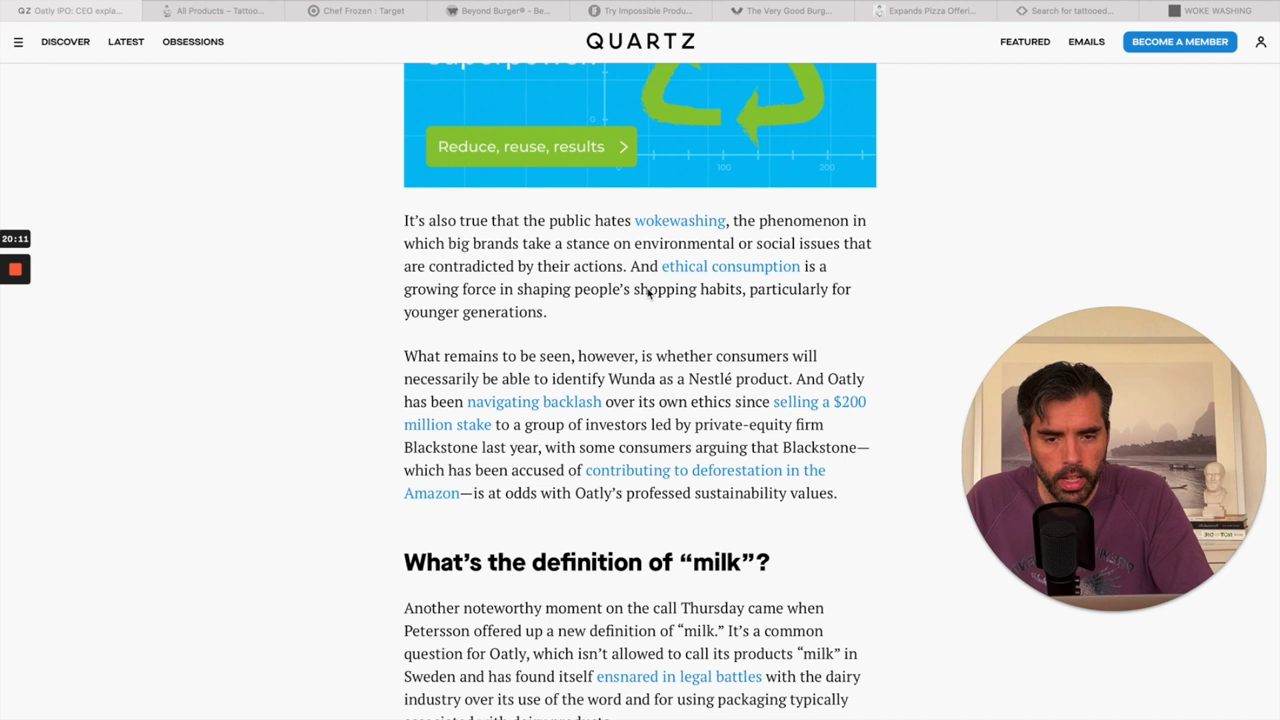 QZ Oatly IPO: CEO expla...
All Products – Tattoo...
Chef Frozen : Target
Beyond Burger® - Be...
Try Impossible Produ...
The Very Good Burg...
Expands Pizza Offeri...
Search for tattooed...
WOKE WASHING
DISCOVER
LATEST
OBSESSIONS
QUARTZ
FEATURED
EMAILS
BECOME A MEMBER
Reduce, reuse, results
0
0
100
200
20:11
It’s also true that the public hates wokewashing, the phenomenon in
which big brands take a stance on environmental or social issues that
are contradicted by their actions. And ethical consumption is a
growing force in shaping people’s shopping habits, particularly for
younger generations.
What remains to be seen, however, is whether consumers will
necessarily be able to identify Wunda as a Nestlé product. And Oatly
has been navigating backlash over its own ethics since selling a $200
million stake to a group of investors led by private-equity firm
Blackstone last year, with some consumers arguing that Blackstone—
which has been accused of contributing to deforestation in the
Amazon—is at odds with Oatly’s professed sustainability values.
What’s the definition of “milk”?
Another noteworthy moment on the call Thursday came when
Petersson offered up a new definition of “milk.” It’s a common
question for Oatly, which isn’t allowed to call its products “milk” in
Sweden and has found itself ensnared in legal battles with the dairy
industry over its use of the word and for using packaging typically